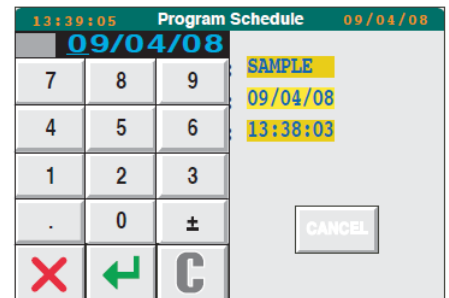 13:39:05 Program Schedule 09/04/08
09/04/08
7 8 9 : SAMPLE
: 09/04/08
4 5 6 : 13:38:03
1 2 3
. 0 ± CANCEL
C